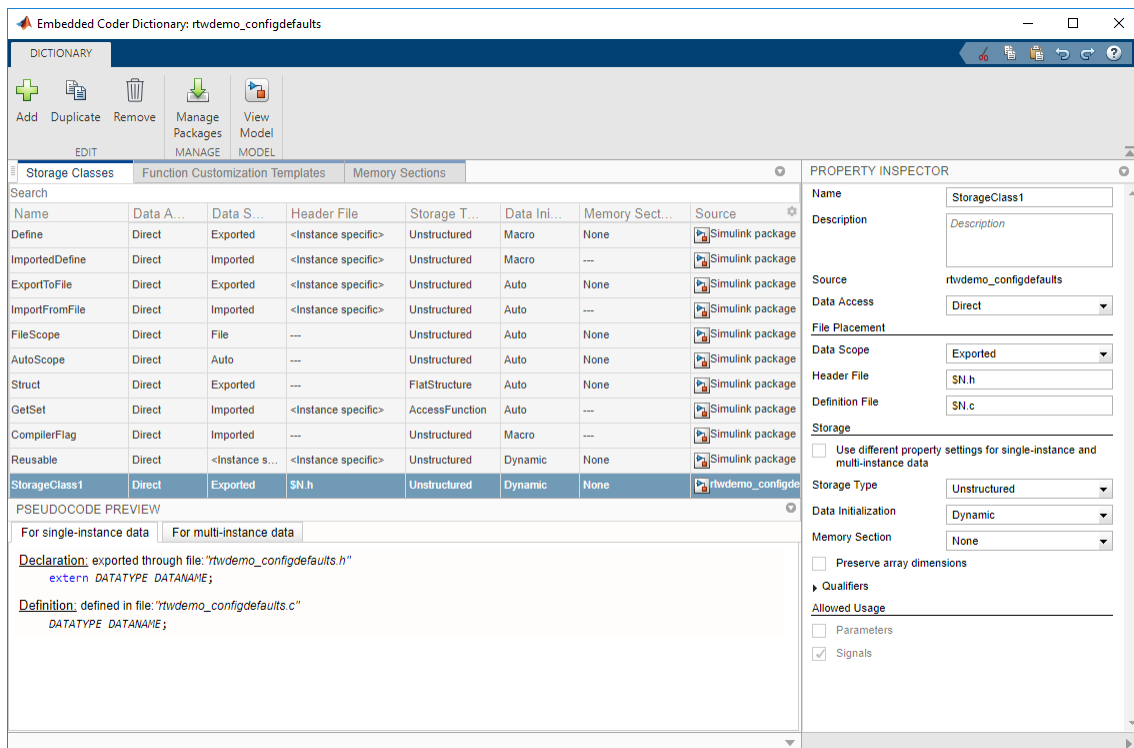 Embedded Coder Dictionary: rtwdemo_configdefaults
DICTIONARY
Add Duplicate Remove Manage Packages View Model
EDIT MANAGE MODEL
Storage Classes Function Customization Templates Memory Sections
Search
Name Data A... Data S... Header File Storage T... Data Ini... Memory Sect... Source
Define Direct Exported <Instance specific> Unstructured Macro None Simulink package
ImportedDefine Direct Imported <Instance specific> Unstructured Macro --- Simulink package
ExportToFile Direct Exported <Instance specific> Unstructured Auto None Simulink package
ImportFromFile Direct Imported <Instance specific> Unstructured Auto --- Simulink package
FileScope Direct File --- Unstructured Auto None Simulink package
AutoScope Direct Auto --- Unstructured Auto None Simulink package
Struct Direct Exported --- FlatStructure Auto None Simulink package
GetSet Direct Imported <Instance specific> AccessFunction Auto --- Simulink package
CompilerFlag Direct Imported --- Unstructured Macro --- Simulink package
Reusable Direct <Instance s... <Instance specific> Unstructured Dynamic None Simulink package
StorageClass1 Direct Exported $N.h Unstructured Dynamic None rtwdemo_configde
PSEUDOCODE PREVIEW
For single-instance data For multi-instance data
Declaration: exported through file:"rtwdemo_configdefaults.h"
extern DATATYPE DATANAME;
Definition: defined in file:"rtwdemo_configdefaults.c"
DATATYPE DATANAME;
PROPERTY INSPECTOR
Name StorageClass1
Description Description
Source rtwdemo_configdefaults
Data Access Direct
File Placement
Data Scope Exported
Header File $N.h
Definition File $N.c
Storage
Use different property settings for single-instance and
multi-instance data
Storage Type Unstructured
Data Initialization Dynamic
Memory Section None
Preserve array dimensions
Qualifiers
Allowed Usage
Parameters
Signals